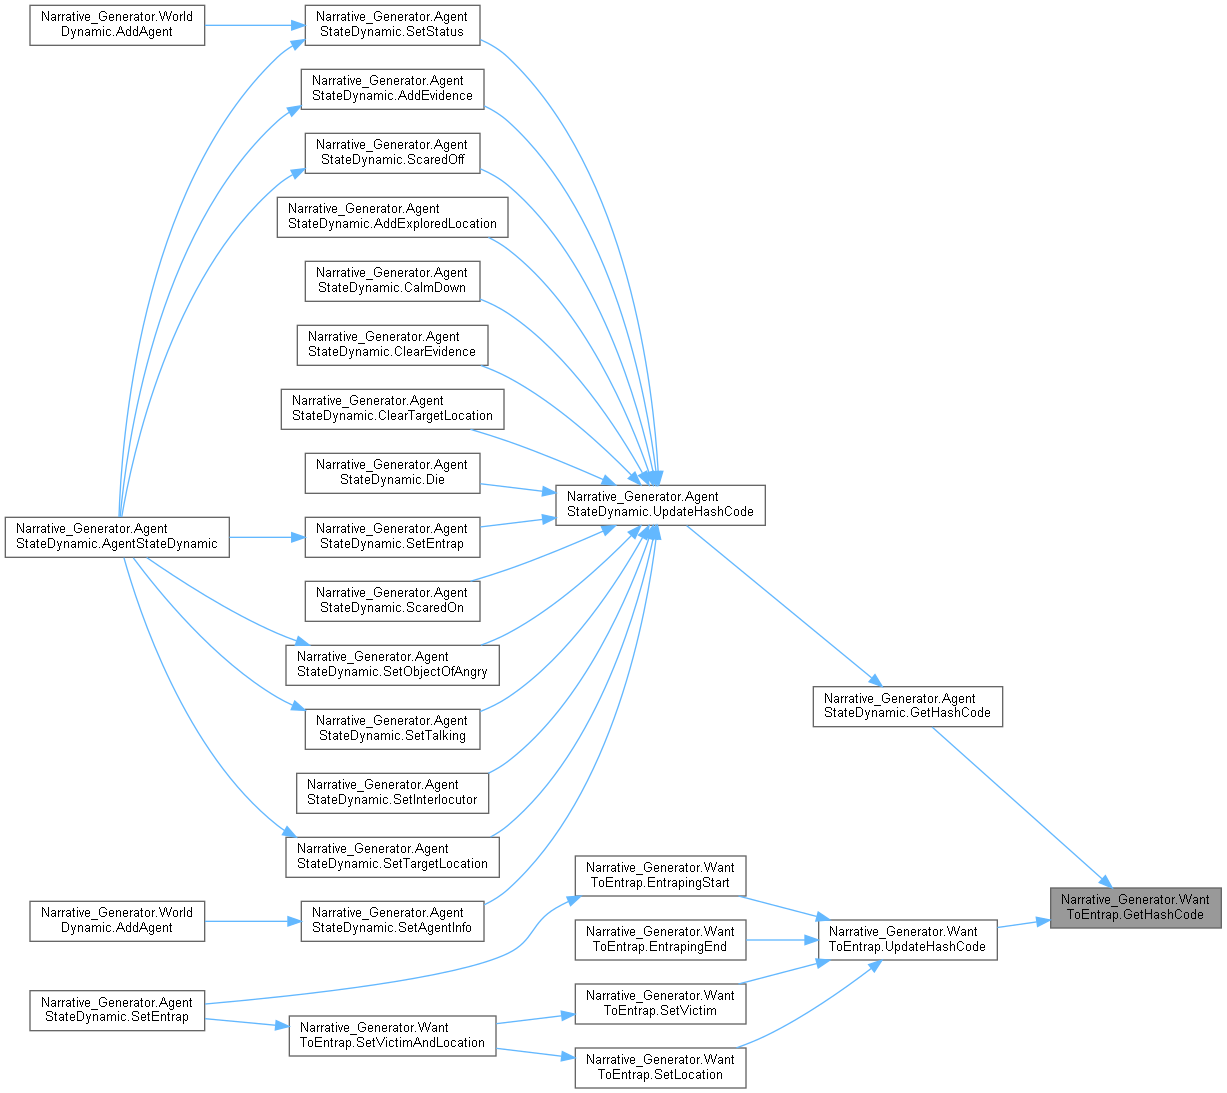 Narrative_Generator.World
Dynamic.AddAgent
Narrative_Generator.Agent
StateDynamic.SetStatus
Narrative_Generator.Agent
StateDynamic.AddEvidence
Narrative_Generator.Agent
StateDynamic.ScaredOff
Narrative_Generator.Agent
StateDynamic.AddExploredLocation
Narrative_Generator.Agent
StateDynamic.CalmDown
Narrative_Generator.Agent
StateDynamic.ClearEvidence
Narrative_Generator.Agent
StateDynamic.ClearTargetLocation
Narrative_Generator.Agent
StateDynamic.Die
Narrative_Generator.Agent
StateDynamic.UpdateHashCode
Narrative_Generator.Agent
StateDynamic.AgentStateDynamic
Narrative_Generator.Agent
StateDynamic.SetEntrap
Narrative_Generator.Agent
StateDynamic.ScaredOn
Narrative_Generator.Agent
StateDynamic.SetObjectOfAngry
Narrative_Generator.Agent
StateDynamic.GetHashCode
Narrative_Generator.Agent
StateDynamic.SetTalking
Narrative_Generator.Agent
StateDynamic.SetInterlocutor
Narrative_Generator.Agent
StateDynamic.SetTargetLocation
Narrative_Generator.Want
ToEntrap.EntrapingStart
Narrative_Generator.Want
ToEntrap.GetHashCode
Narrative_Generator.World
Dynamic.AddAgent
Narrative_Generator.Agent
StateDynamic.SetAgentInfo
Narrative_Generator.Want
ToEntrap.EntrapingEnd
Narrative_Generator.Want
ToEntrap.UpdateHashCode
Narrative_Generator.Agent
StateDynamic.SetEntrap
Narrative_Generator.Want
ToEntrap.SetVictim
Narrative_Generator.Want
ToEntrap.SetVictimAndLocation
Narrative_Generator.Want
ToEntrap.SetLocation